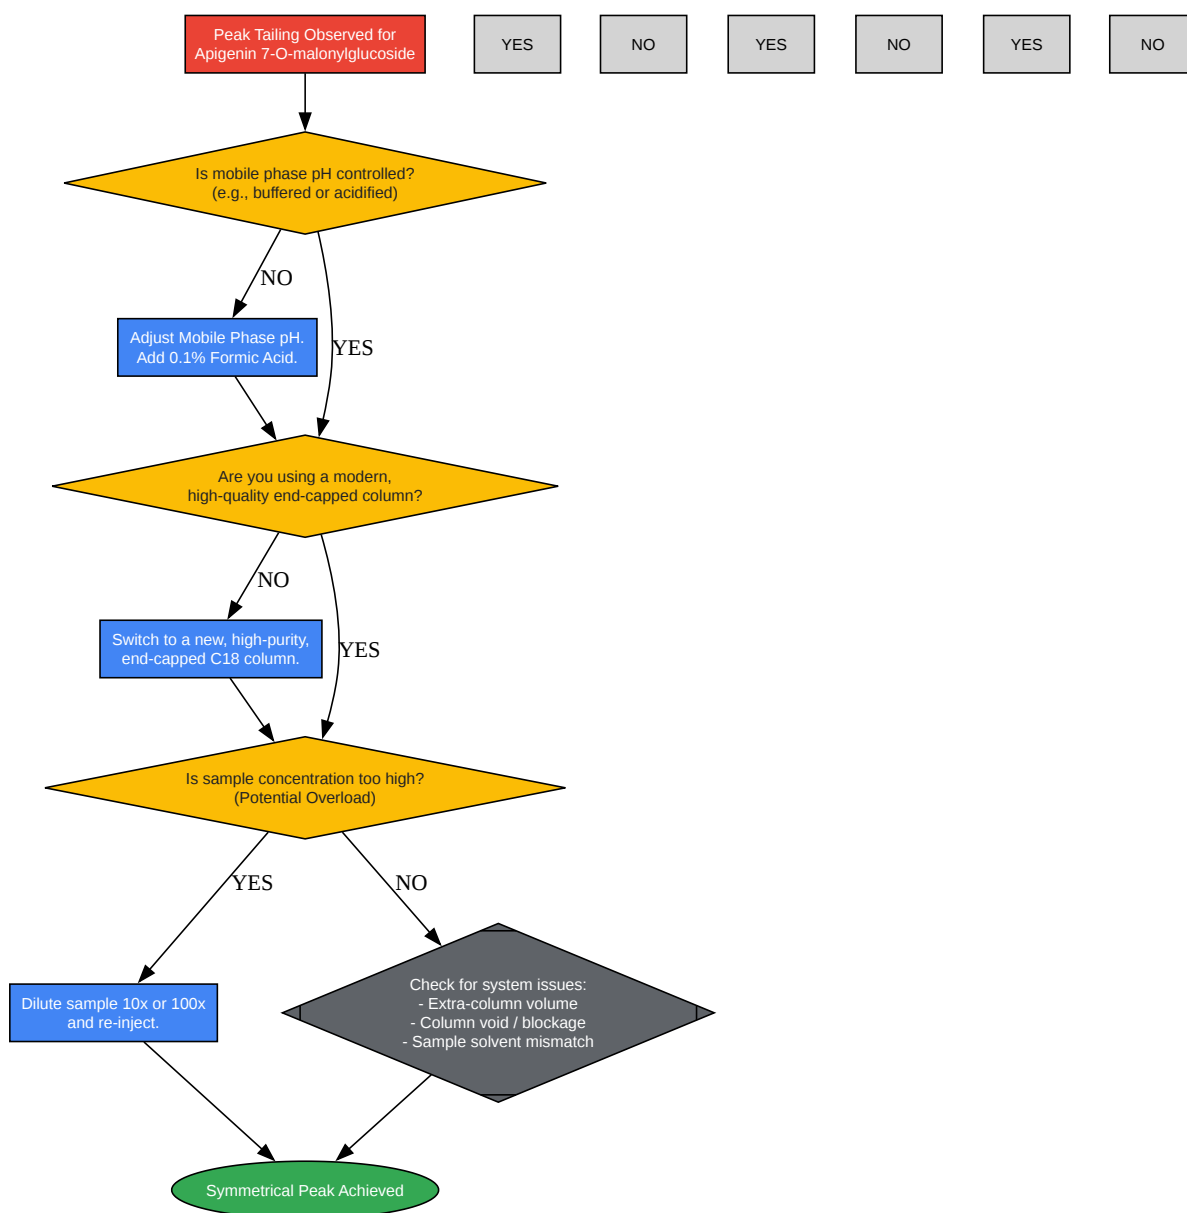 Peak Tailing Observed for
Apigenin 7-O-malonylglucoside
YES
NO
YES
NO
YES
NO
Is mobile phase pH controlled?
(e.g., buffered or acidified)
NO
Adjust Mobile Phase pH.
Add 0.1% Formic Acid.
YES
Are you using a modern,
high-quality end-capped column?
NO
Switch to a new, high-purity,
end-capped C18 column.
YES
Is sample concentration too high?
(Potential Overload)
YES
NO
Dilute sample 10x or 100x
and re-inject.
Check for system issues:
- Extra-column volume
- Column void / blockage
- Sample solvent mismatch
Symmetrical Peak Achieved